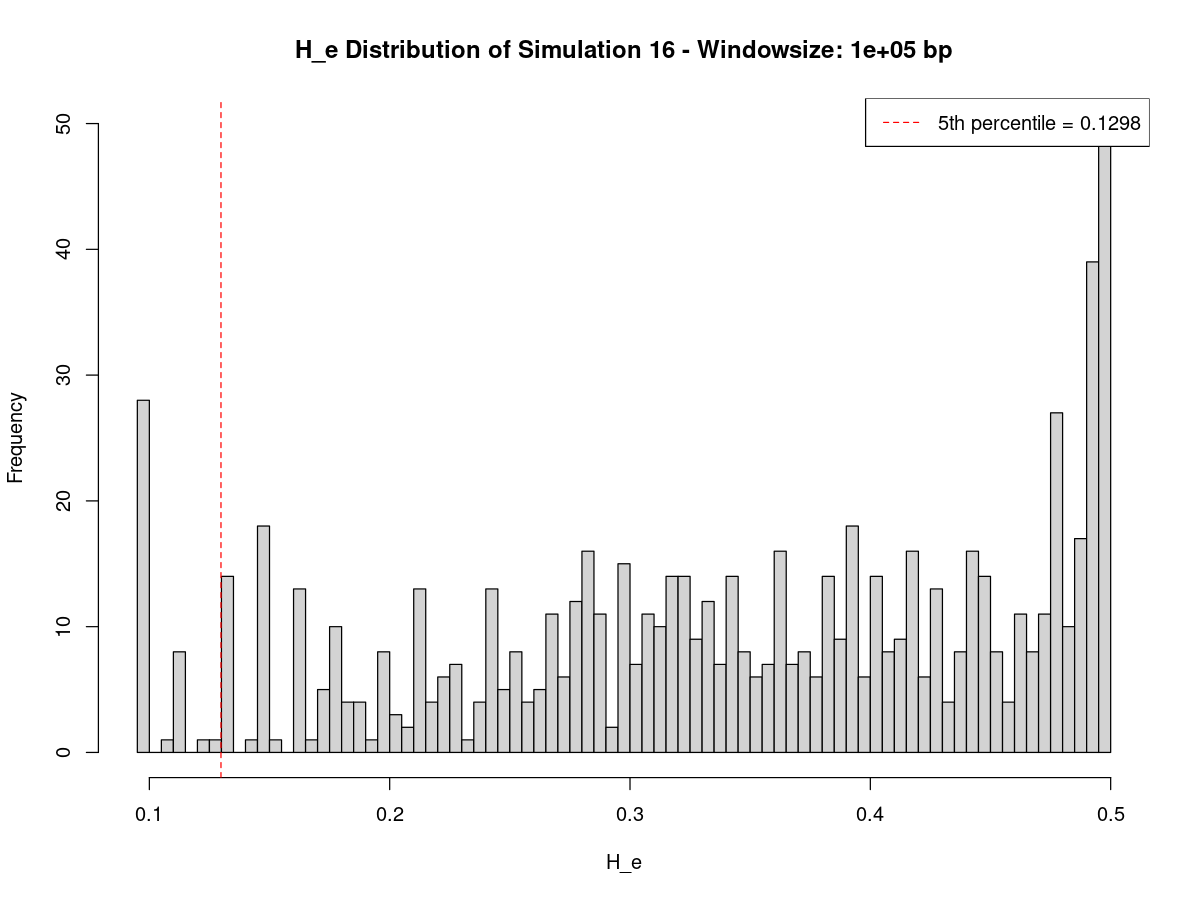 H_e Distribution of Simulation 16 - Windowsize: 1e+05 bp
5th percentile = 0.1298
Frequency
50
40
30
20
10
0
0.1 0.2 0.3 0.4 0.5
H_e